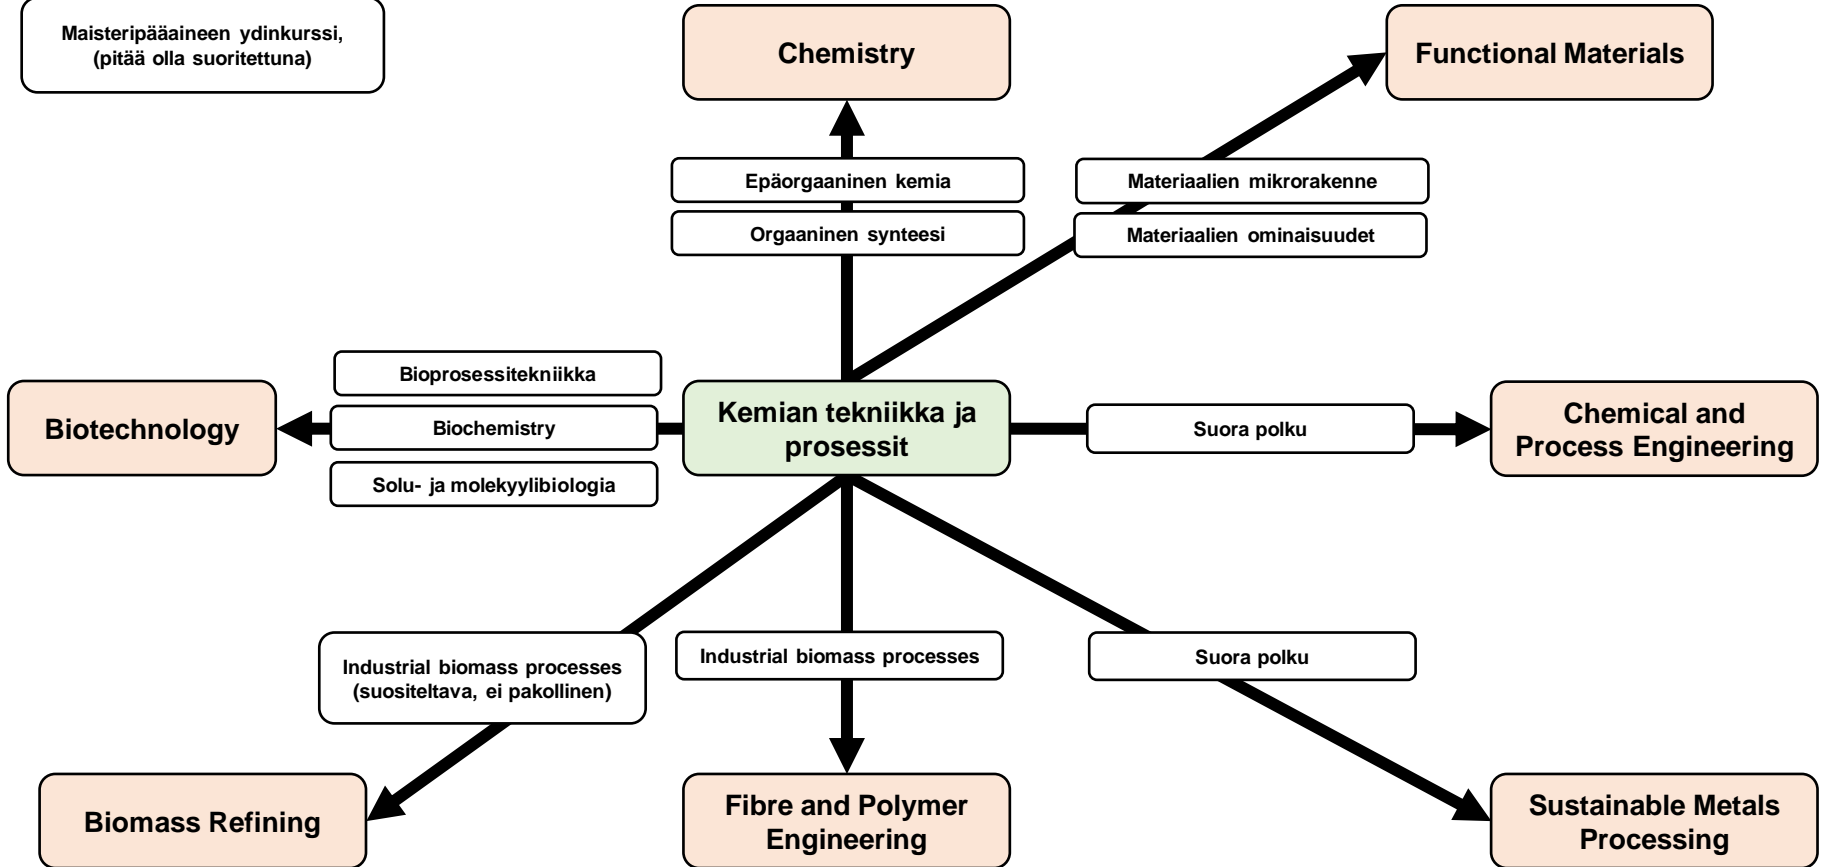 Maisteripääaineen ydinkurssi,
(pitää olla suoritettuna)
Chemistry
Functional Materials
Epäorgaaninen kemia
Materiaalien mikrorakenne
Orgaaninen synteesi
Materiaalien ominaisuudet
Bioprosessitekniikka
Biotechnology
Biochemistry
Kemian tekniikka ja
prosessit
Suora polku
Chemical and
Process Engineering
Solu- ja molekyylibiologia
Industrial biomass processes
(suositeltava, ei pakollinen)
Industrial biomass processes
Suora polku
Biomass Refining
Fibre and Polymer
Engineering
Sustainable Metals
Processing